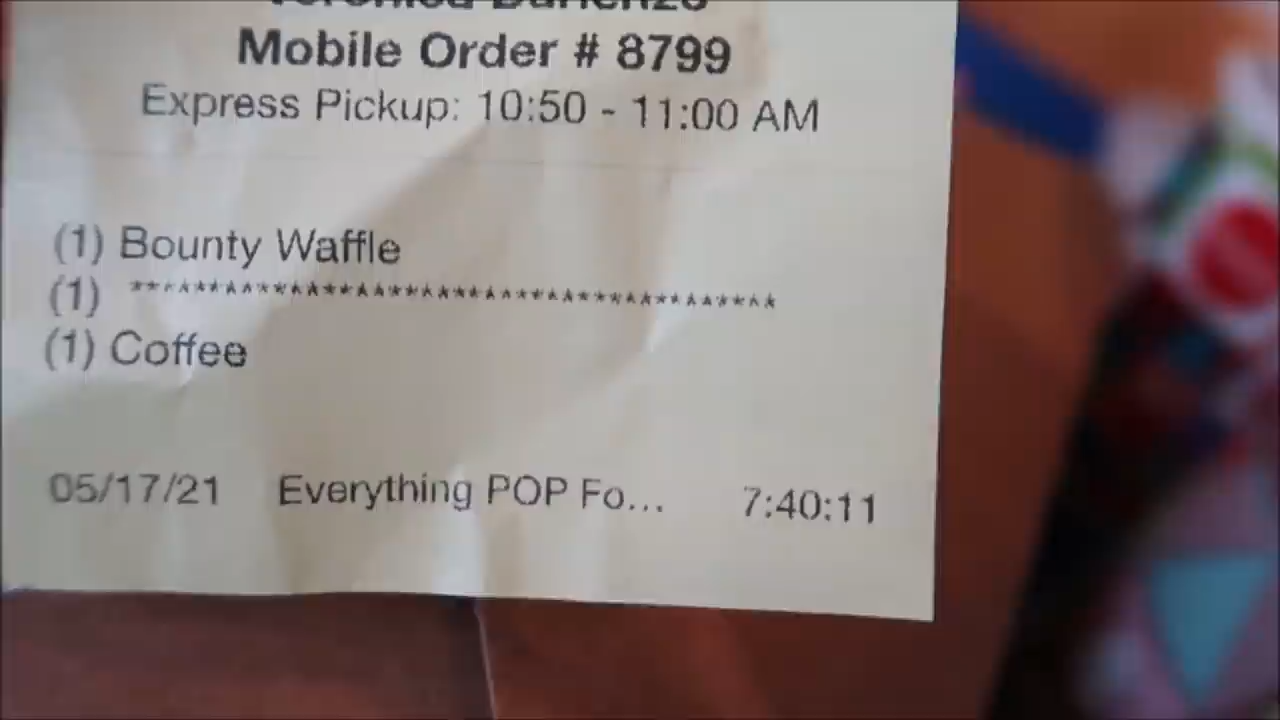 Mobile Order # 8799
Express Pickup: 10:50 - 11:00 AM
(1) Bounty Waffle
(1) *****************************************
(1) Coffee
05/17/21 Everything POP Fo... 7:40:11